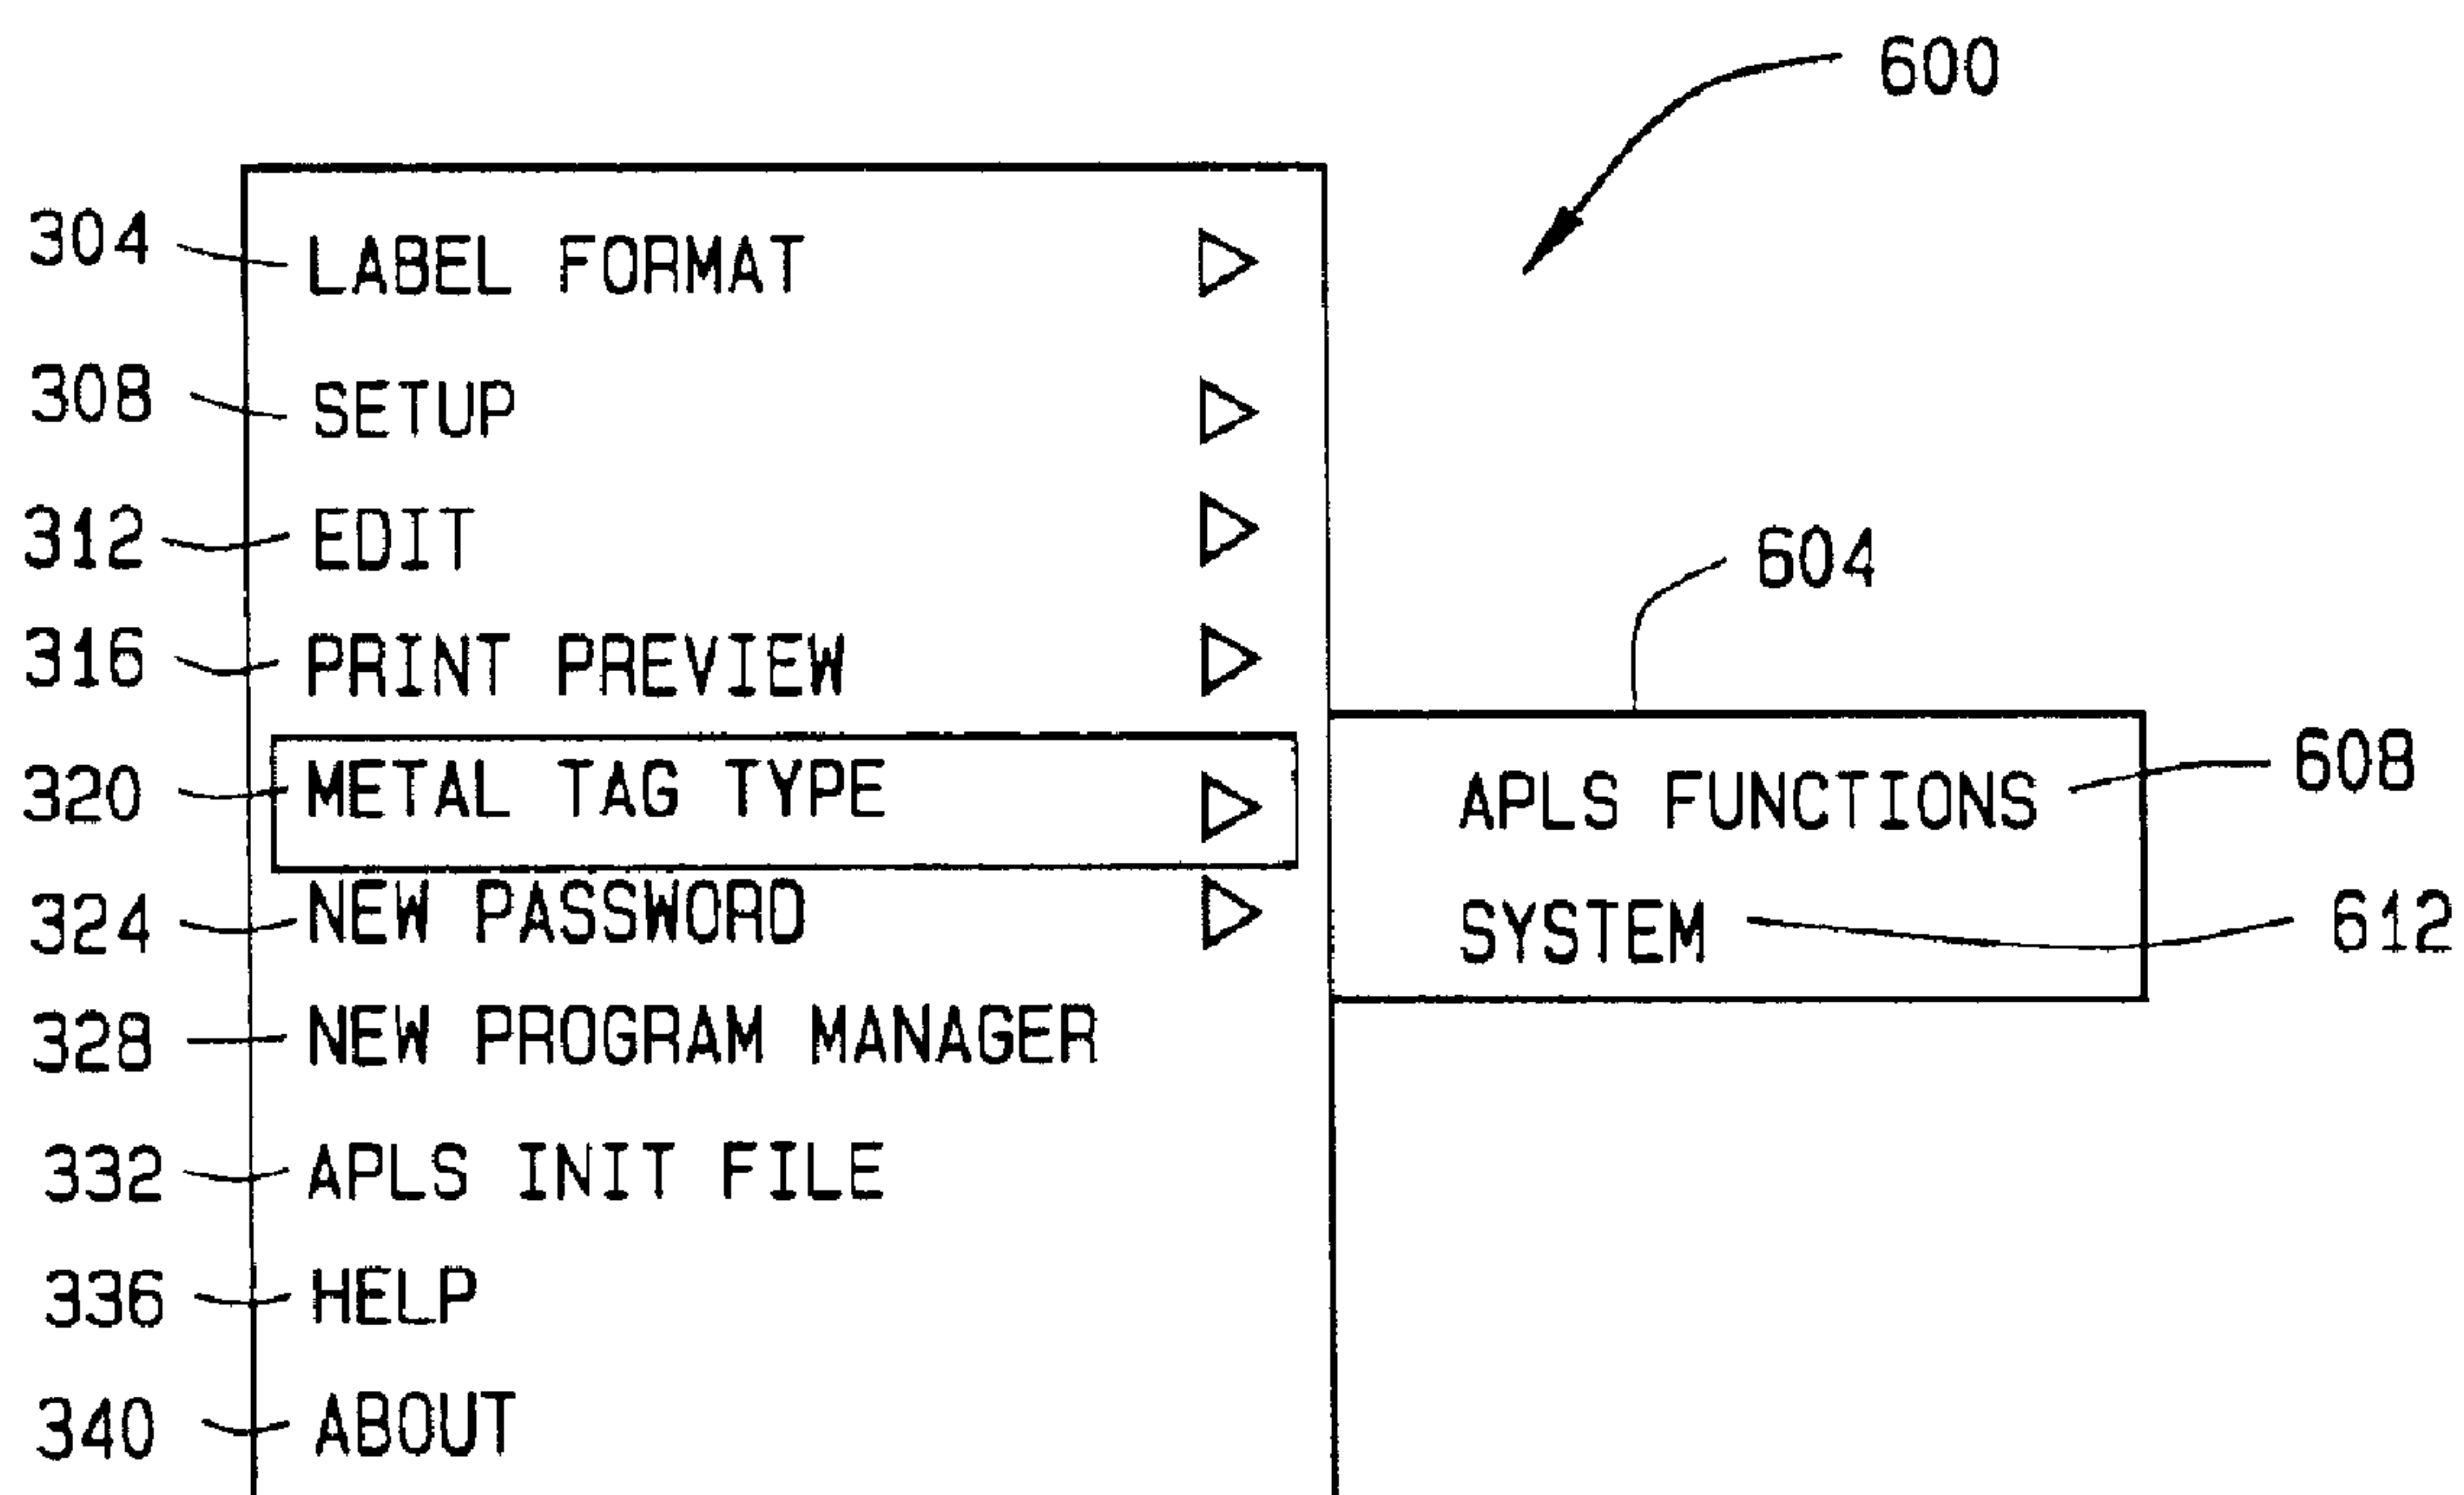 600
304 LABEL FORMAT
308 SETUP
312 EDIT
604
316 PRINT PREVIEW
320 METAL TAG TYPE
APLS FUNCTIONS 608
324 NEW PASSWORD
SYSTEM 612
328 NEW PROGRAM MANAGER
332 APLS INIT FILE
336 HELP
340 ABOUT